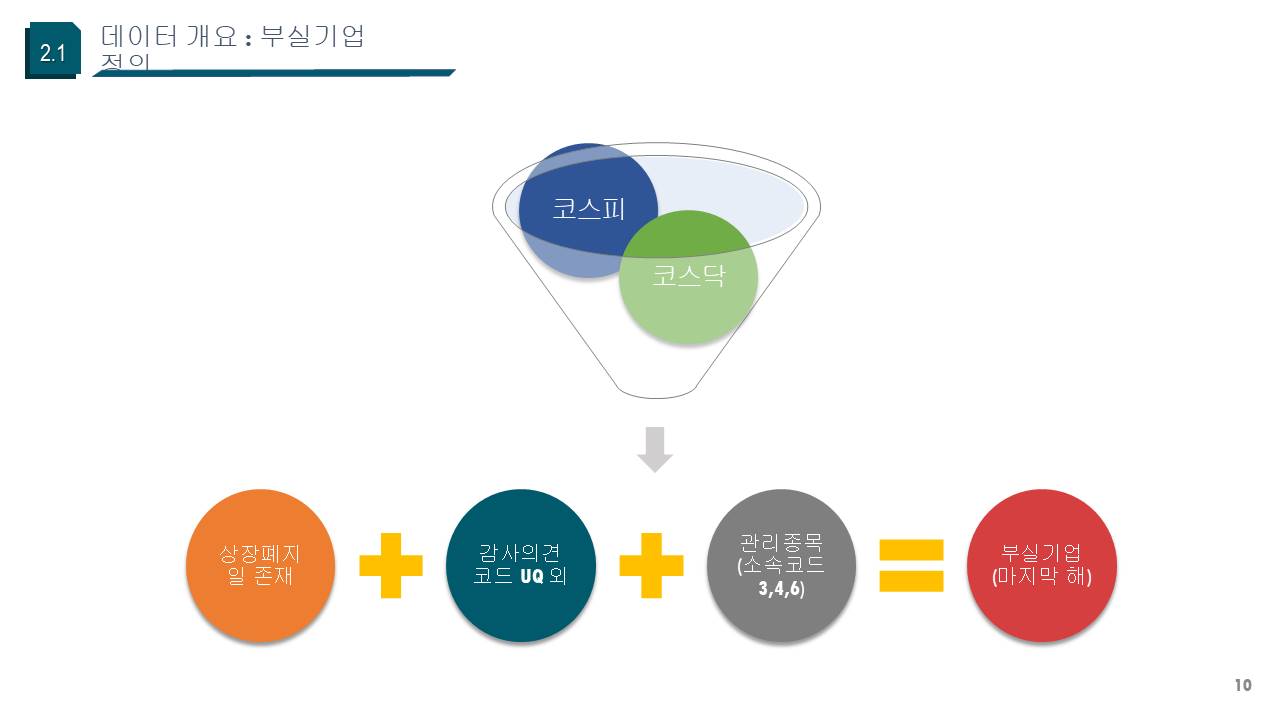 2.1
데이터 개요 : 부실기업
정의
코스피
코스닥
상장폐지
일 존재
감사의견
코드 UQ 외
관리종목
(소속코드
3,4,6)
부실기업
(마지막 해)
10